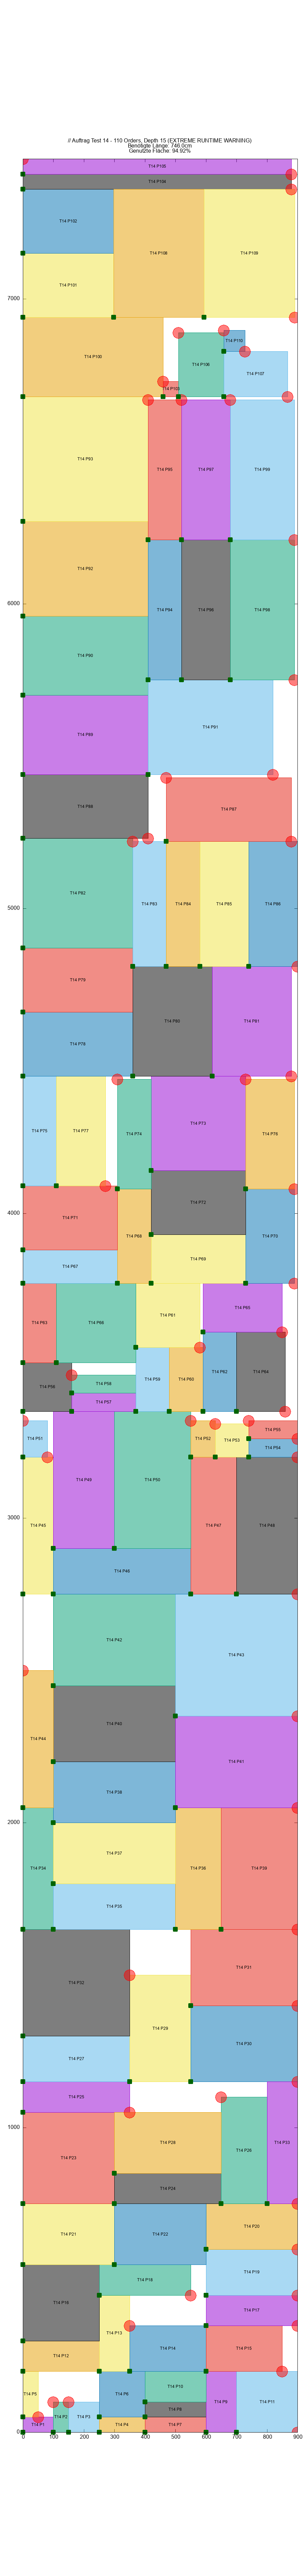 // Auftrag Test 14 - 110 Orders, Depth 15 (EXTREME RUNTIME WARNING)
Benötigte Länge: 746.0cm
Genutzte Fläche: 94.92%
T14 P105
T14 P104
T14 P102
T14 P108
T14 P109
T14 P101
7000
T14 P110
T14 P100
T14 P106
T14 P107
T14 P103
T14 P93
T14 P95
T14 P97
T14 P99
6000
T14 P92
T14 P94
T14 P96
T14 P98
T14 P90
T14 P91
T14 P89
T14 P88
T14 P87
5000
T14 P82
T14 P83
T14 P84
T14 P85
T14 P86
T14 P79
T14 P80
T14 P81
T14 P78
T14 P75
T14 P77
T14 P74
T14 P73
T14 P76
4000
T14 P71
T14 P72
T14 P67
T14 P68
T14 P69
T14 P70
T14 P63
T14 P66
T14 P61
T14 P65
T14 P56
T14 P58
T14 P59
T14 P60
T14 P62
T14 P64
T14 P57
3000
T14 P51
T14 P49
T14 P50
T14 P52
T14 P53
T14 P55
T14 P54
T14 P45
T14 P47
T14 P48
T14 P46
T14 P42
T14 P43
T14 P44
T14 P40
T14 P41
T14 P38
2000
T14 P34
T14 P37
T14 P36
T14 P39
T14 P35
T14 P32
T14 P31
T14 P29
T14 P27
T14 P30
T14 P25
1000
T14 P23
T14 P28
T14 P26
T14 P33
T14 P24
T14 P21
T14 P22
T14 P20
T14 P19
T14 P16
T14 P18
T14 P17
T14 P12
T14 P13
T14 P14
T14 P15
T14 P5
T14 P6
T14 P10
T14 P9
T14 P11
T14 P2
T14 P3
T14 P8
T14 P1
T14 P4
T14 P7
0
0 100 200 300 400 500 600 700 800 900